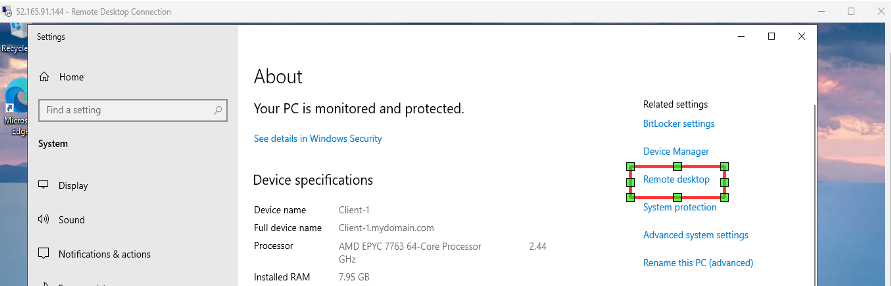 52.165.91.144 - Remote Desktop Connection
Recycle
Micros
Edge
Settings
Home
Find a setting
System
Display
Sound
Notifications & actions
About
Your PC is monitored and protected.
See details in Windows Security
Device specifications
Device name Client-1
Full device name Client-1.mydomain.com
Processor AMD EPYC 7763 64-Core Processor 2.44
GHz
Installed RAM 7.95 GB
Related settings
BitLocker settings
Device Manager
Remote desktop
System protection
Advanced system settings
Rename this PC (advanced)